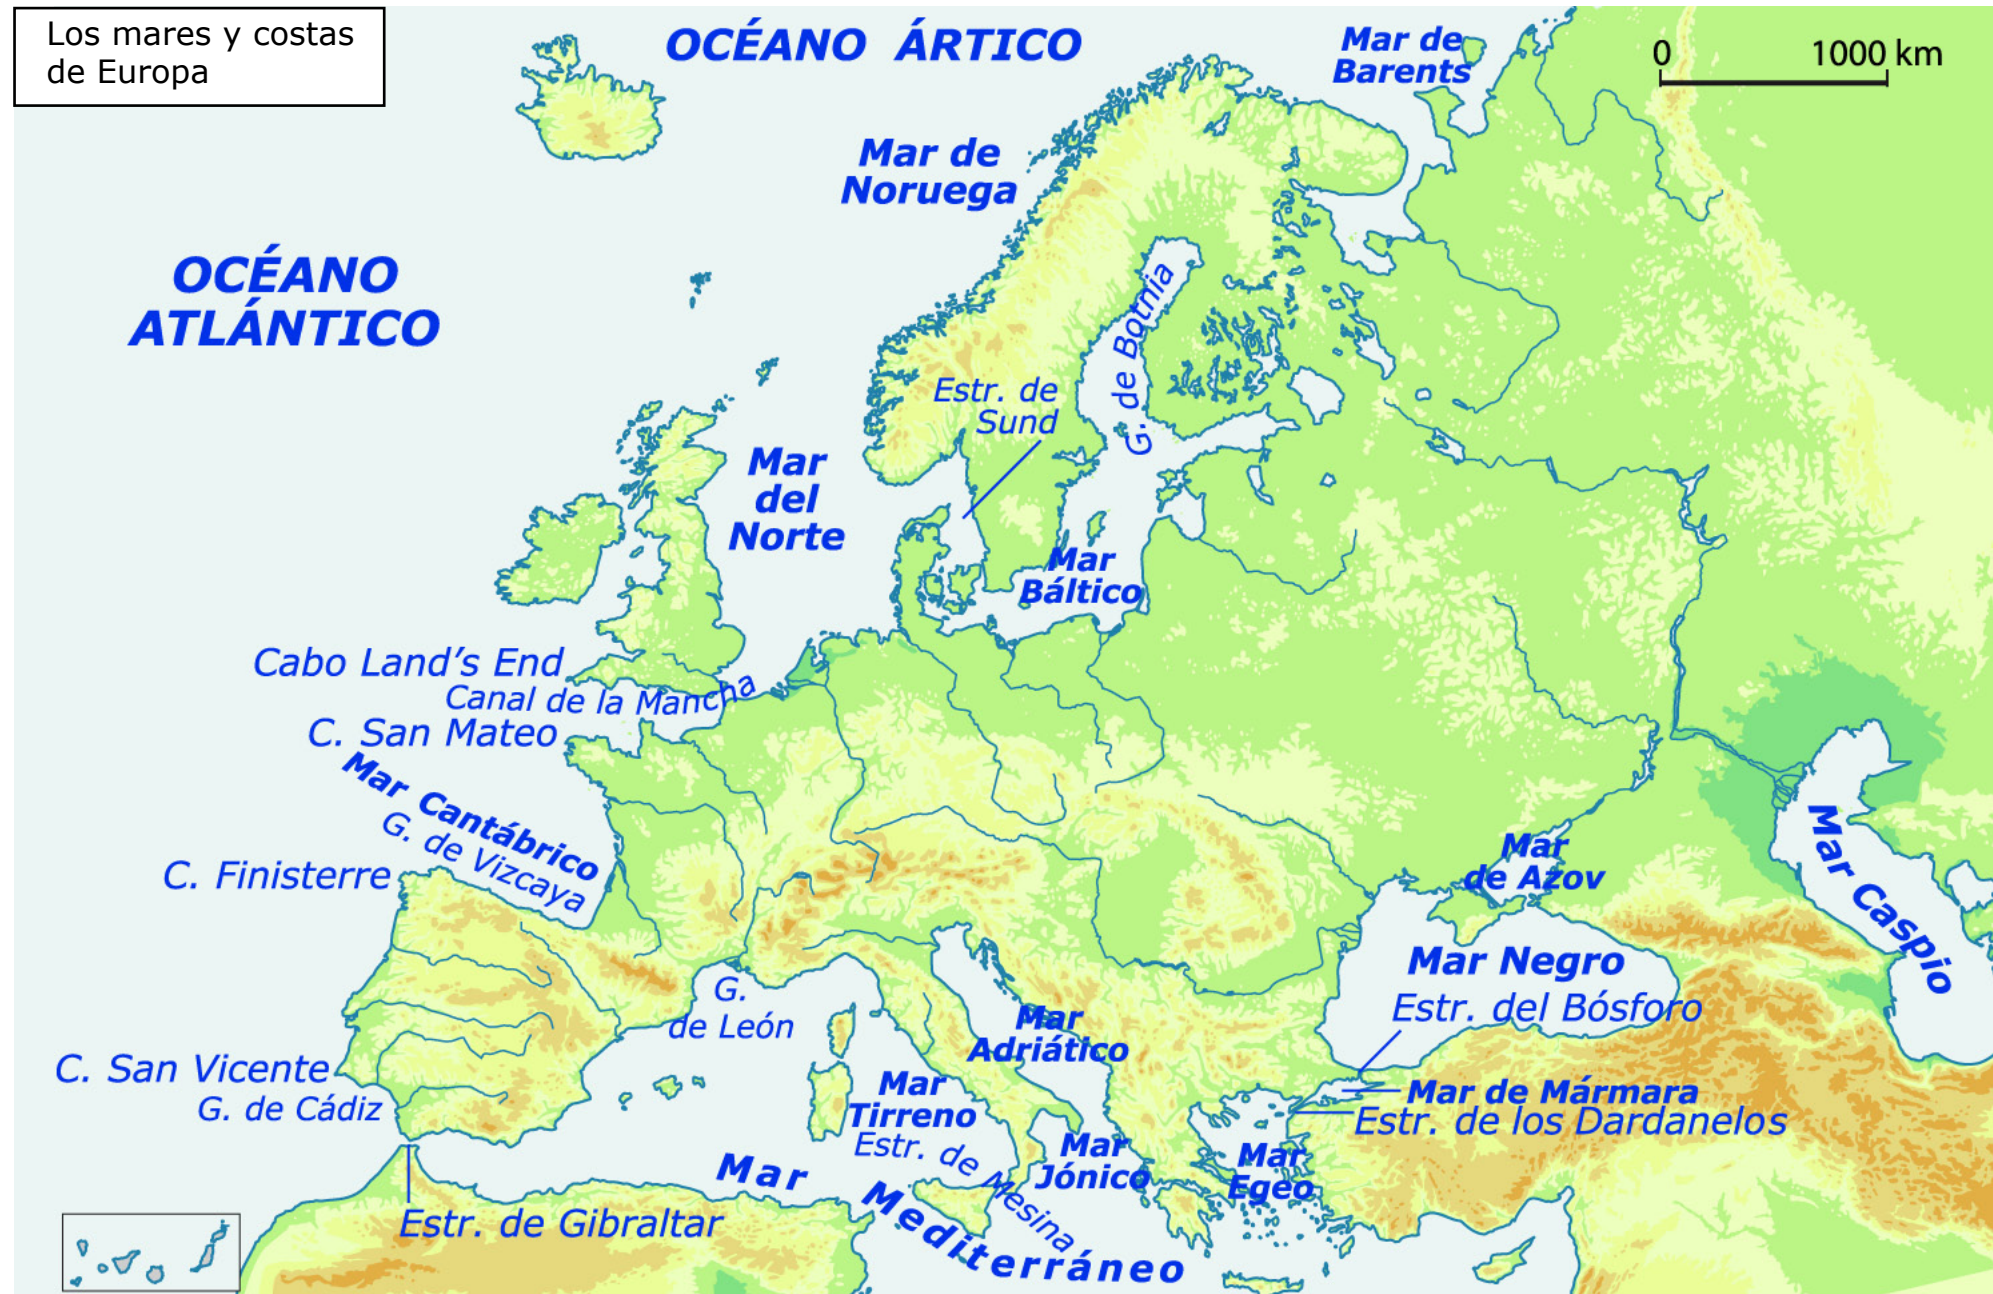 Los mares y costas
de Europa
OCÉANO ÁRTICO
Mar de
Barents
0 1000 km
Mar de
Noruega
OCÉANO
ATLÁNTICO
G. de Botnia
Estr. de
Sund
Mar
del
Norte
Mar
Báltico
Cabo Land's End
Canal de la Mancha
C. San Mateo
Mar Cantábrico
G. de Vizcaya
C. Finisterre
Mar
de Azov
Mar Caspio
Mar Negro
Estr. del Bósforo
G.
de León
Mar
Adriático
C. San Vicente
G. de Cádiz
Mar
Tirreno
Estr. de Mesina
Mar de Mármara
Estr. de los Dardanelos
Mar
Jónico
Mar
Egeo
Mar Mediterráneo
Estr. de Gibraltar